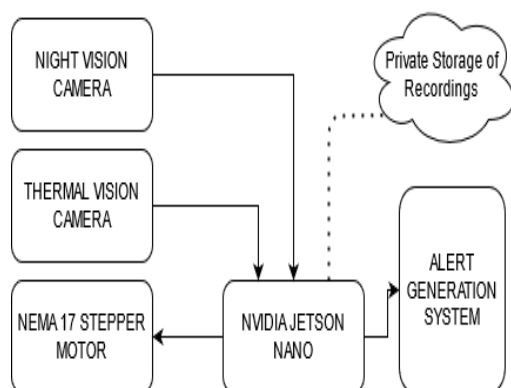 NIGHT VISION
CAMERA
Private Storage of
Recordings
THERMAL VISION
CAMERA
ALERT
GENERATION
SYSTEM
NEMA 17 STEPPER
MOTOR
NVIDIA JETSON
NANO